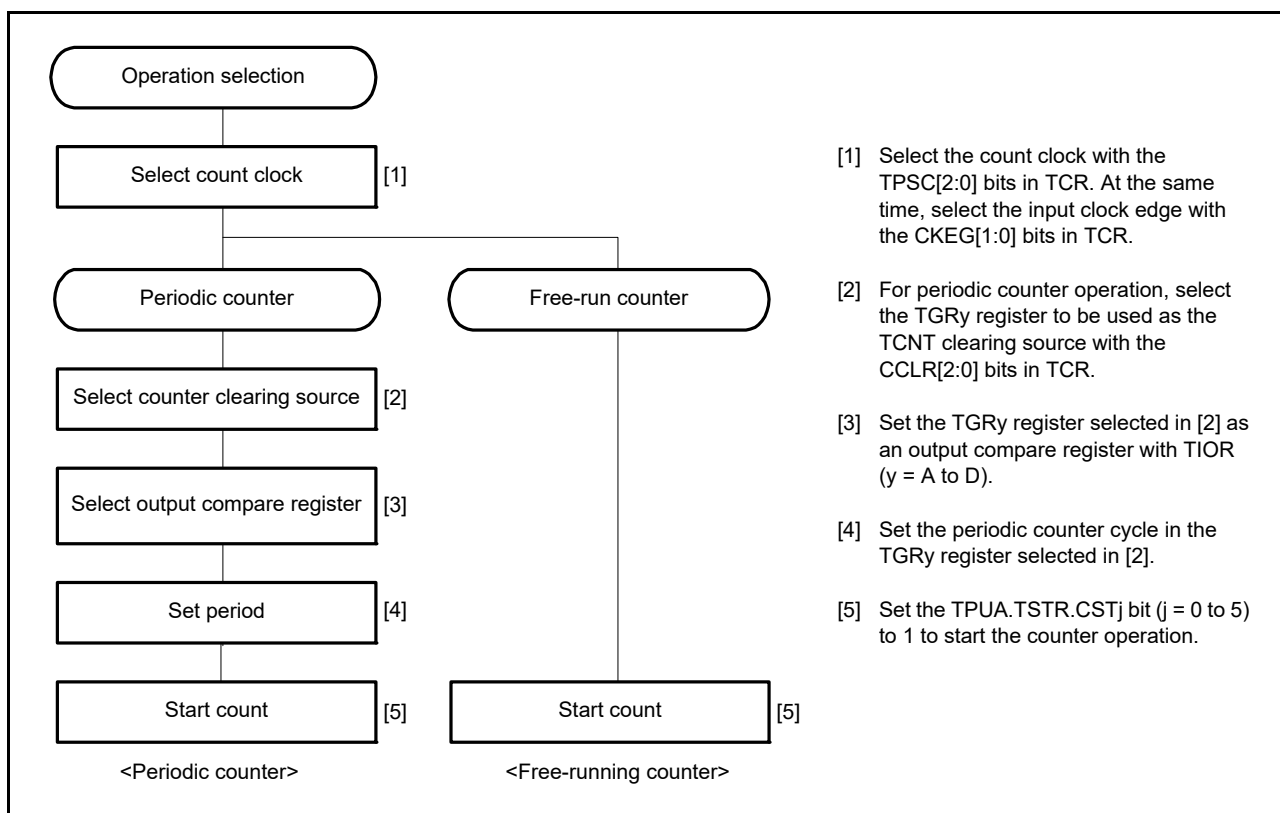 Operation selection
Select count clock
[1]
Periodic counter
Free-run counter
Select counter clearing source
[2]
Select output compare register
[3]
Set period
[4]
Start count
[5]
Start count
[5]
<Periodic counter>
<Free-running counter>
[1] Select the count clock with the
TPSC[2:0] bits in TCR. At the same
time, select the input clock edge with
the CKEG[1:0] bits in TCR.
[2] For periodic counter operation, select
the TGRy register to be used as the
TCNT clearing source with the
CCLR[2:0] bits in TCR.
[3] Set the TGRy register selected in [2] as
an output compare register with TIOR
(y = A to D).
[4] Set the periodic counter cycle in the
TGRy register selected in [2].
[5] Set the TPUA.TSTR.CSTj bit (j = 0 to 5)
to 1 to start the counter operation.